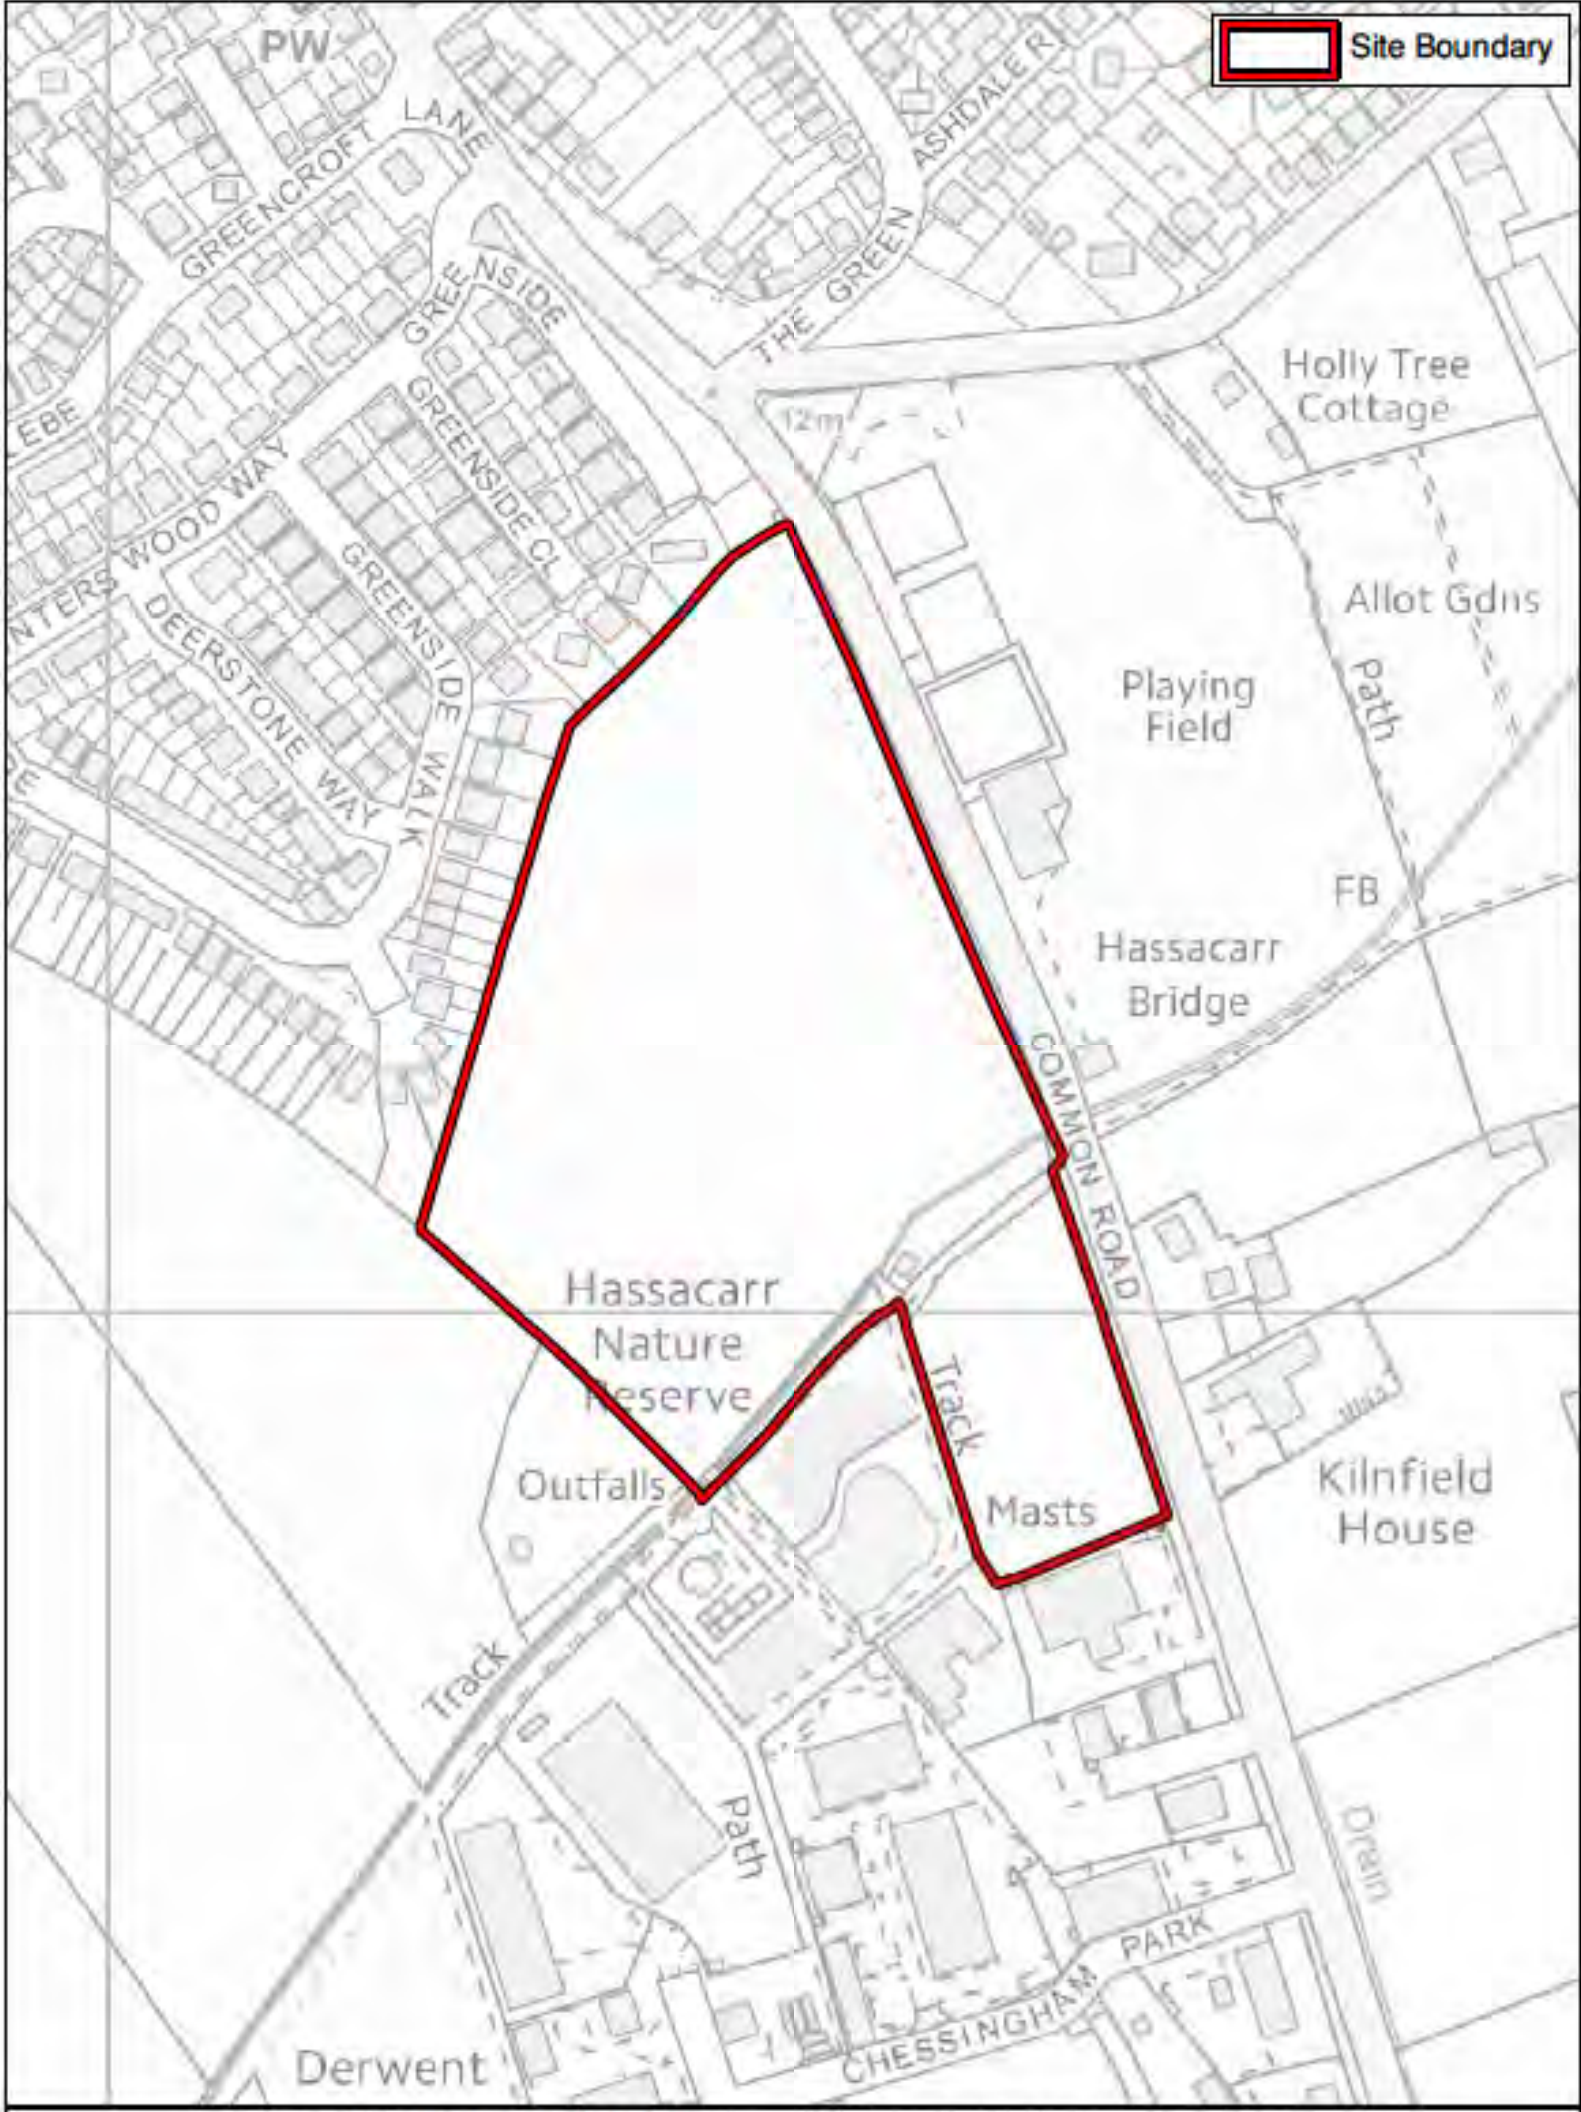 Site Boundary
PW
LANE
GREENCROFT
ASHDALE R
GREENSIDE
THE GREEN
Holly Tree
Cottage
12m
GREENSIDE CL
EBE
WOOD WAY
NTERS
GREENSIDE WALK
DEERSTONE WAY
Allot Gdns
Path
Playing
Field
FB
Hassacarr
Bridge
COMMON ROAD
Hassacarr
Nature
Reserve
Track
Outfalls
Masts
Kilnfield
House
Track
Path
Drain
CHESSINGHAM PARK
Derwent